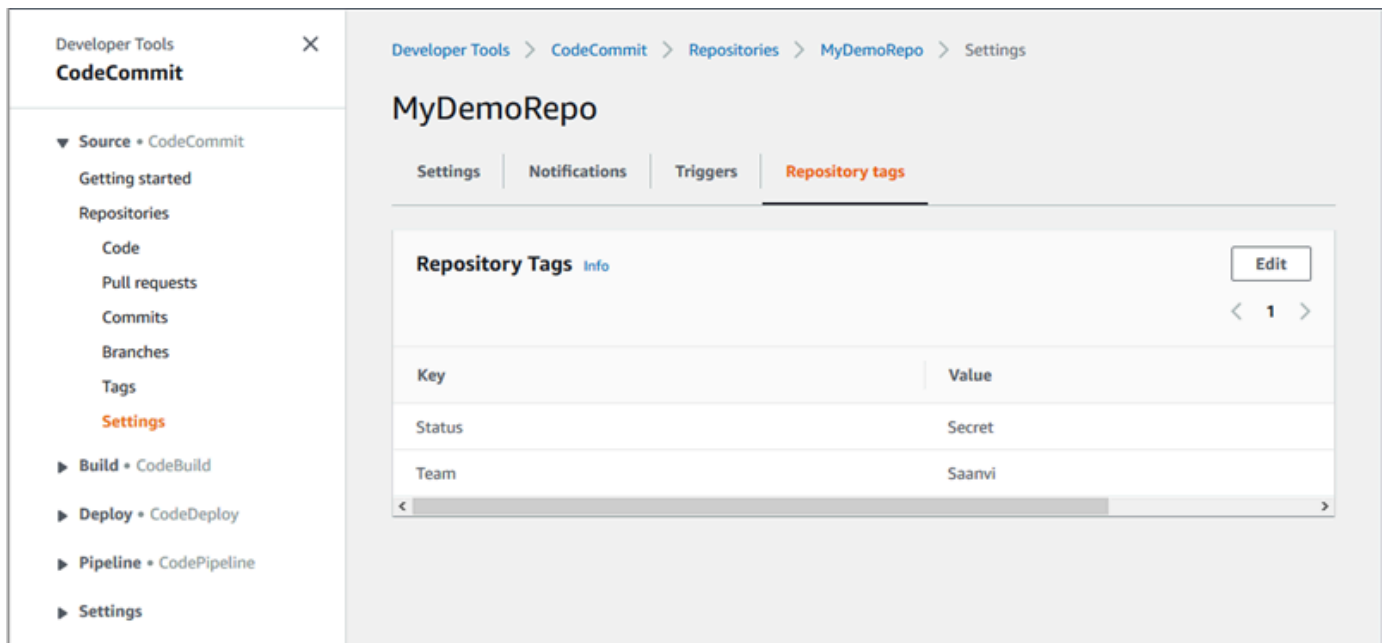 Developer Tools
CodeCommit
Source • CodeCommit
Getting started
Repositories
Code
Pull requests
Commits
Branches
Tags
Settings
Build • CodeBuild
Deploy • CodeDeploy
Pipeline • CodePipeline
Settings
Developer Tools > CodeCommit > Repositories > MyDemoRepo > Settings
MyDemoRepo
Settings Notifications Triggers Repository tags
Repository Tags Info Edit
< 1 >
Key Value
Status Secret
Team Saanvi